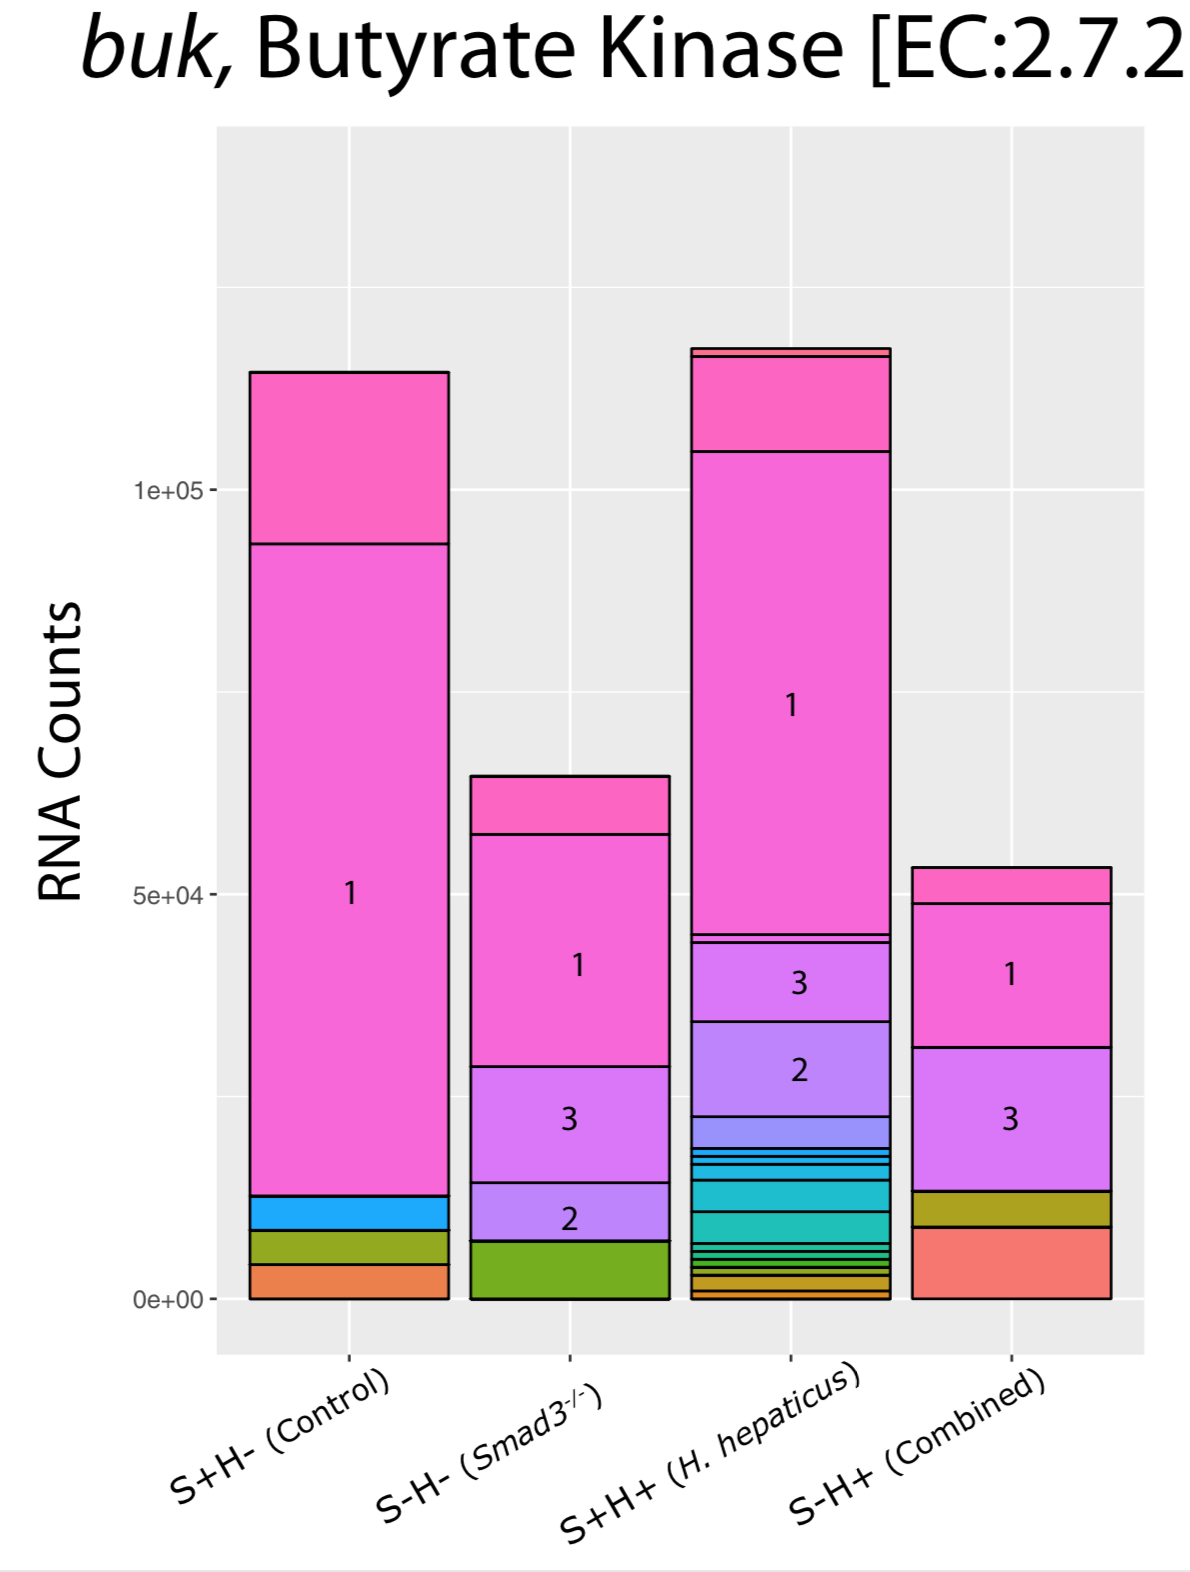 buk, Butyrate Kinase [EC:2.7.2
RNA Counts
1e+05
5e+04
0e+00
1
1
3
2
1
3
2
1
3
S+H- (Control)
S-H- (Smad3-/-)
S+H+ (H. hepaticus)
S-H+ (Combined)